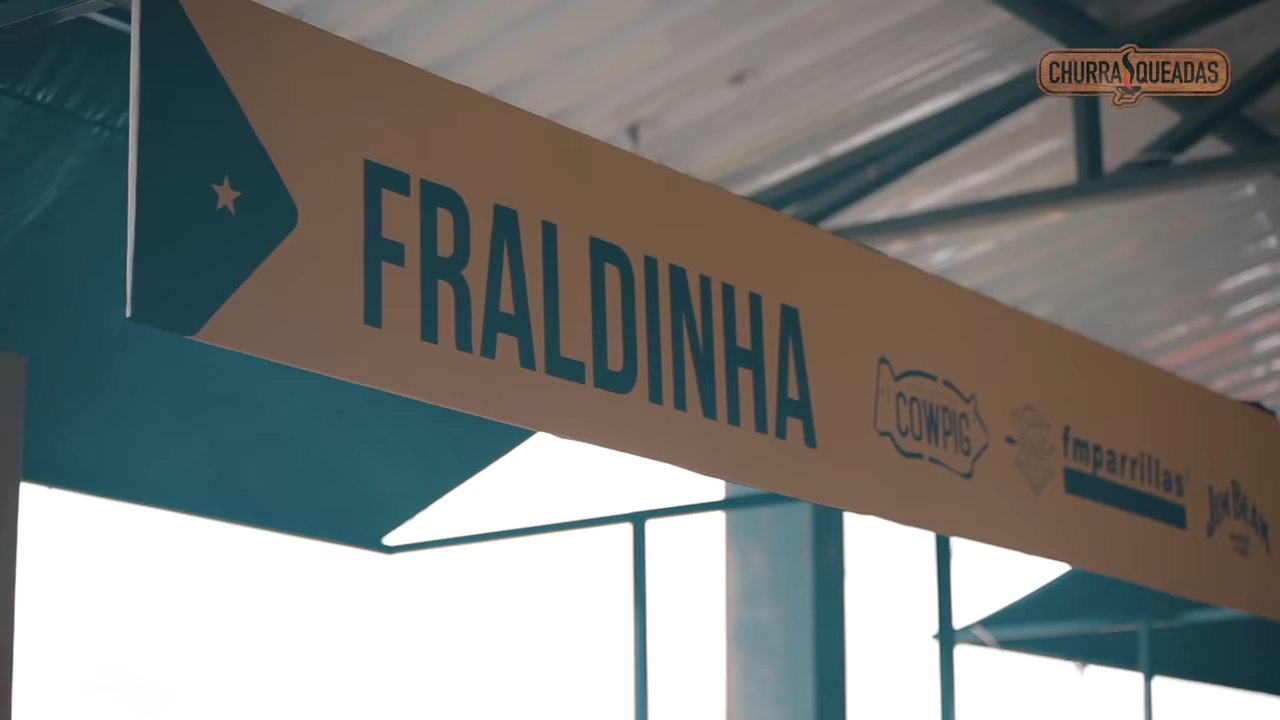 CHURRASQUEADAS
FRALDINHA
COWPIG
fmparrillas
JIM BEAM